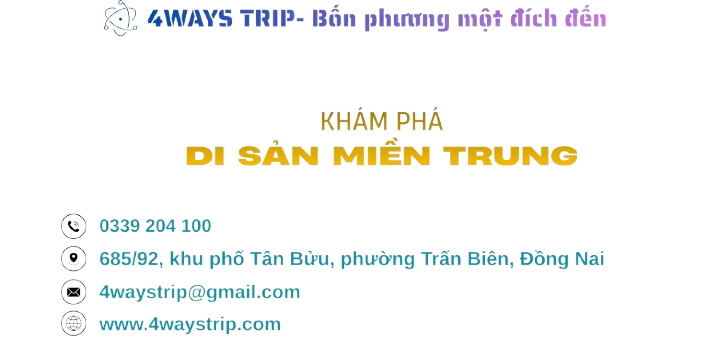 4WAYS TRIP- Bốn phương một đích đến
KHÁM PHÁ
DI SẢN MIỀN TRUNG
0339 204 100
685/92, khu phố Tân Bửu, phường Trấn Biên, Đồng Nai
4waystrip@gmail.com
www.4waystrip.com